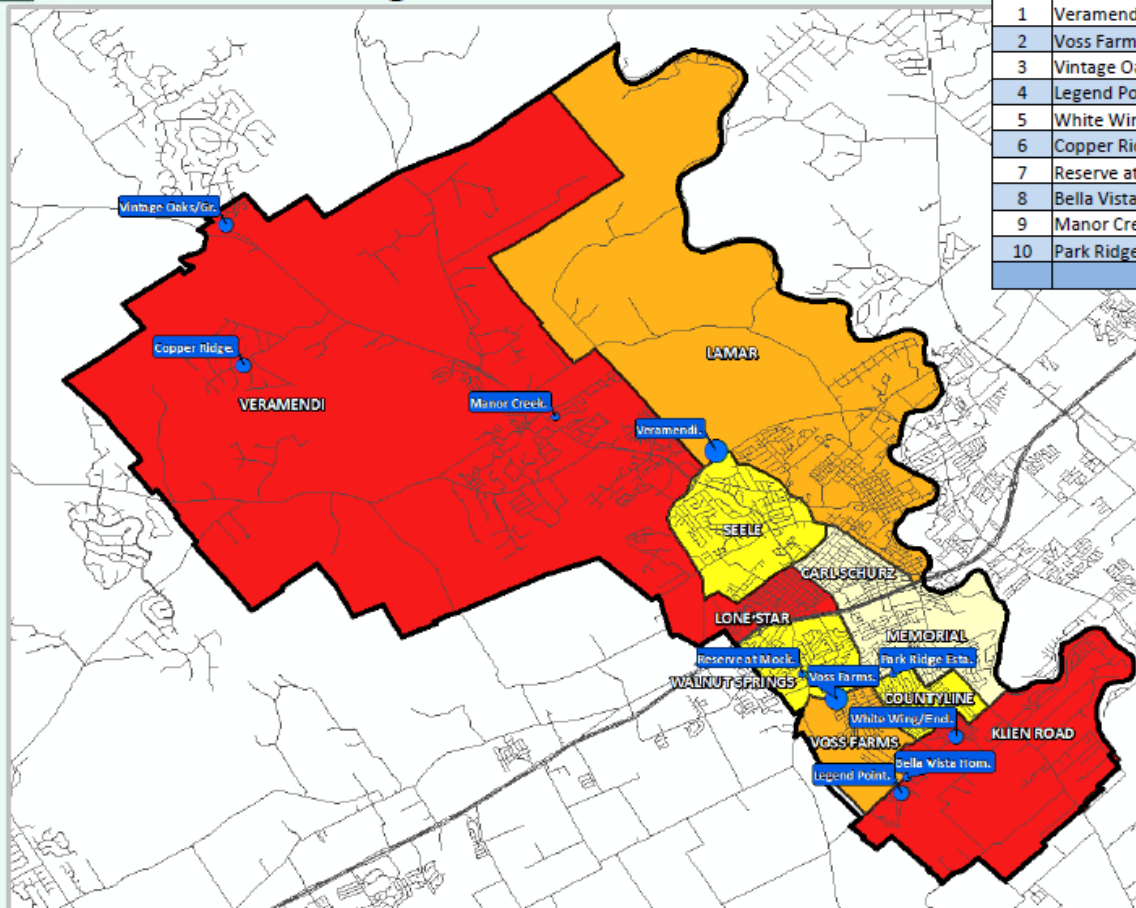 1 Veramend
2 Voss Farm
3 Vintage Oa
4 Legend Po
5 White Win
6 Copper Rid
7 Reserve at
8 Bella Vista
9 Manor Cre
10 Park Ridge
Vintage Oaks/Gr.
Copper Ridge.
VERAMENDI
Manor Creek.
LAMAR
Veramendi.
SEELE
CARL SCHURZ
LONE STAR
MEMORIAL
Reserve at Mock.
Park Ridge Esta.
WALNUT SPRINGS
Voss Farms.
COUNTYLINE
White Wing/End.
KLIEN ROAD
VOSS FARMS
Bella Vista Hom.
Legend Point.